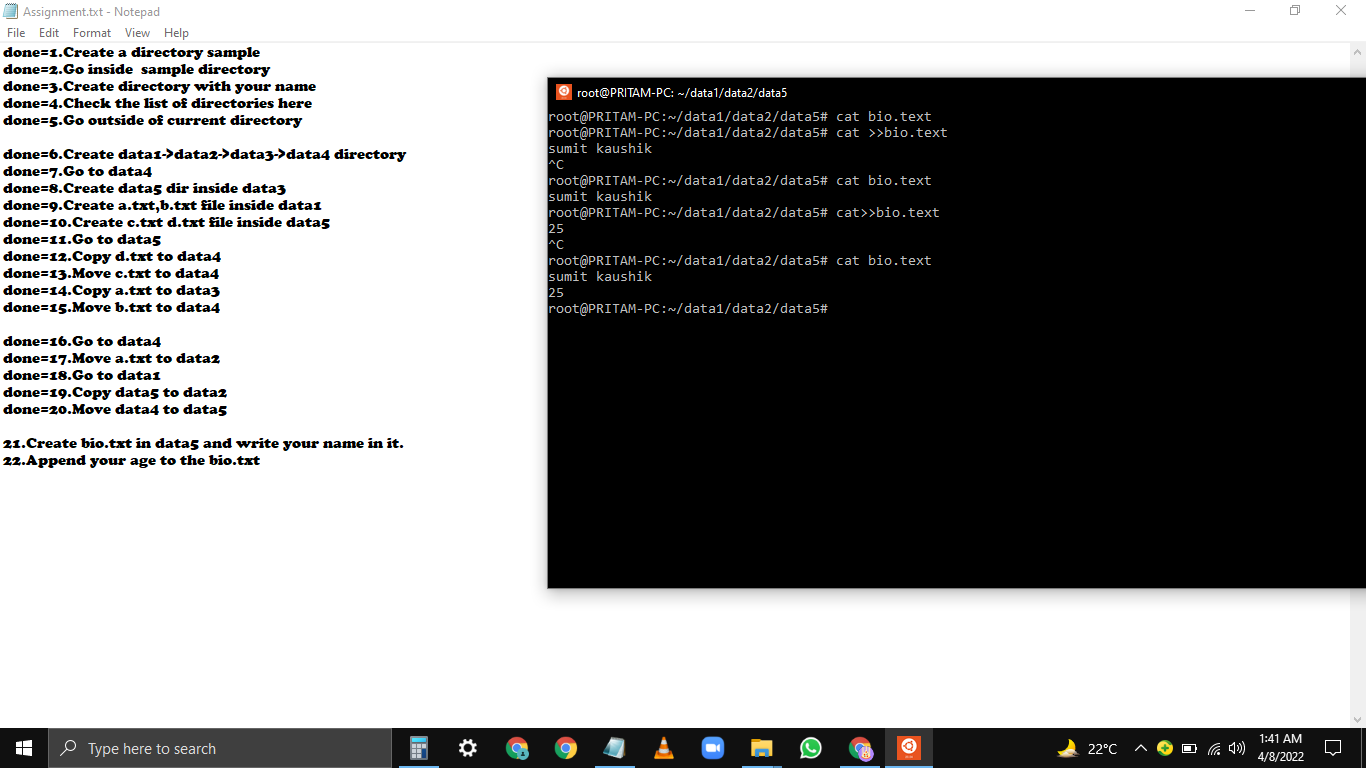 Assignment.txt - Notepad
File Edit Format View Help
done=1.Create a directory sample
done=2.Go inside  sample directory
done=3.Create directory with your name
done=4.Check the list of directories here
done=5.Go outside of current directory
done=6.Create data1->data2->data3->data4 directory
done=7.Go to data4
done=8.Create data5 dir inside data3
done=9.Create a.txt,b.txt file inside data1
done=10.Create c.txt d.txt file inside data5
done=11.Go to data5
done=12.Copy d.txt to data4
done=13.Move c.txt to data4
done=14.Copy a.txt to data3
done=15.Move b.txt to data4
done=16.Go to data4
done=17.Move a.txt to data2
done=18.Go to data1
done=19.Copy data5 to data2
done=20.Move data4 to data5
21.Create bio.txt in data5 and write your name in it.
22.Append your age to the bio.txt
root@PRITAM-PC: ~/data1/data2/data5
root@PRITAM-PC:~/data1/data2/data5# cat bio.text
root@PRITAM-PC:~/data1/data2/data5# cat >>bio.text
sumit kaushik
^C
root@PRITAM-PC:~/data1/data2/data5# cat bio.text
sumit kaushik
root@PRITAM-PC:~/data1/data2/data5# cat>>bio.text
25
^C
root@PRITAM-PC:~/data1/data2/data5# cat bio.text
sumit kaushik
25
root@PRITAM-PC:~/data1/data2/data5#
Type here to search
22°C
1:41 AM
4/8/2022